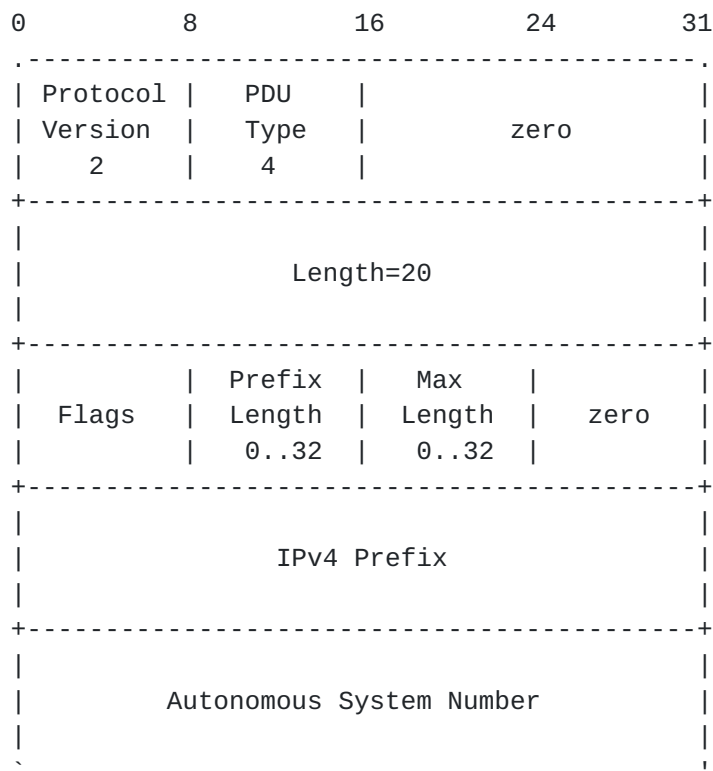 0          8          16         24        31
.-------------------------------------------.
| Protocol |   PDU    |                     |
| Version  |   Type   |         zero        |
|    2     |    4     |                     |
+-------------------------------------------+
|                                           |
|                 Length=20                 |
|                                           |
+-------------------------------------------+
|          |  Prefix  |   Max    |          |
|  Flags   |  Length  |  Length  |   zero   |
|          |   0..32  |   0..32  |          |
+-------------------------------------------+
|                                           |
|                IPv4 Prefix                |
|                                           |
+-------------------------------------------+
|                                           |
|         Autonomous System Number          |
|                                           |
`-------------------------------------------'